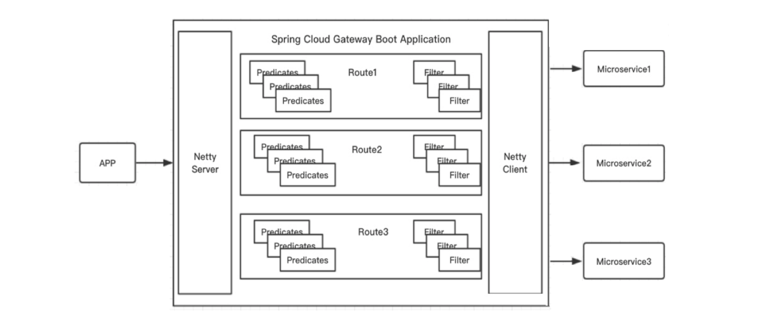 Spring Cloud Gateway Boot Application
APP
Netty
Server
Predicates
Predicates
Predicates
Route1
Filter
Filter
Filter
Predicates
Predicates
Predicates
Route2
Filter
Filter
Filter
Predicates
Predicates
Predicates
Route3
Filter
Filter
Filter
Netty
Client
Microservice1
Microservice2
Microservice3